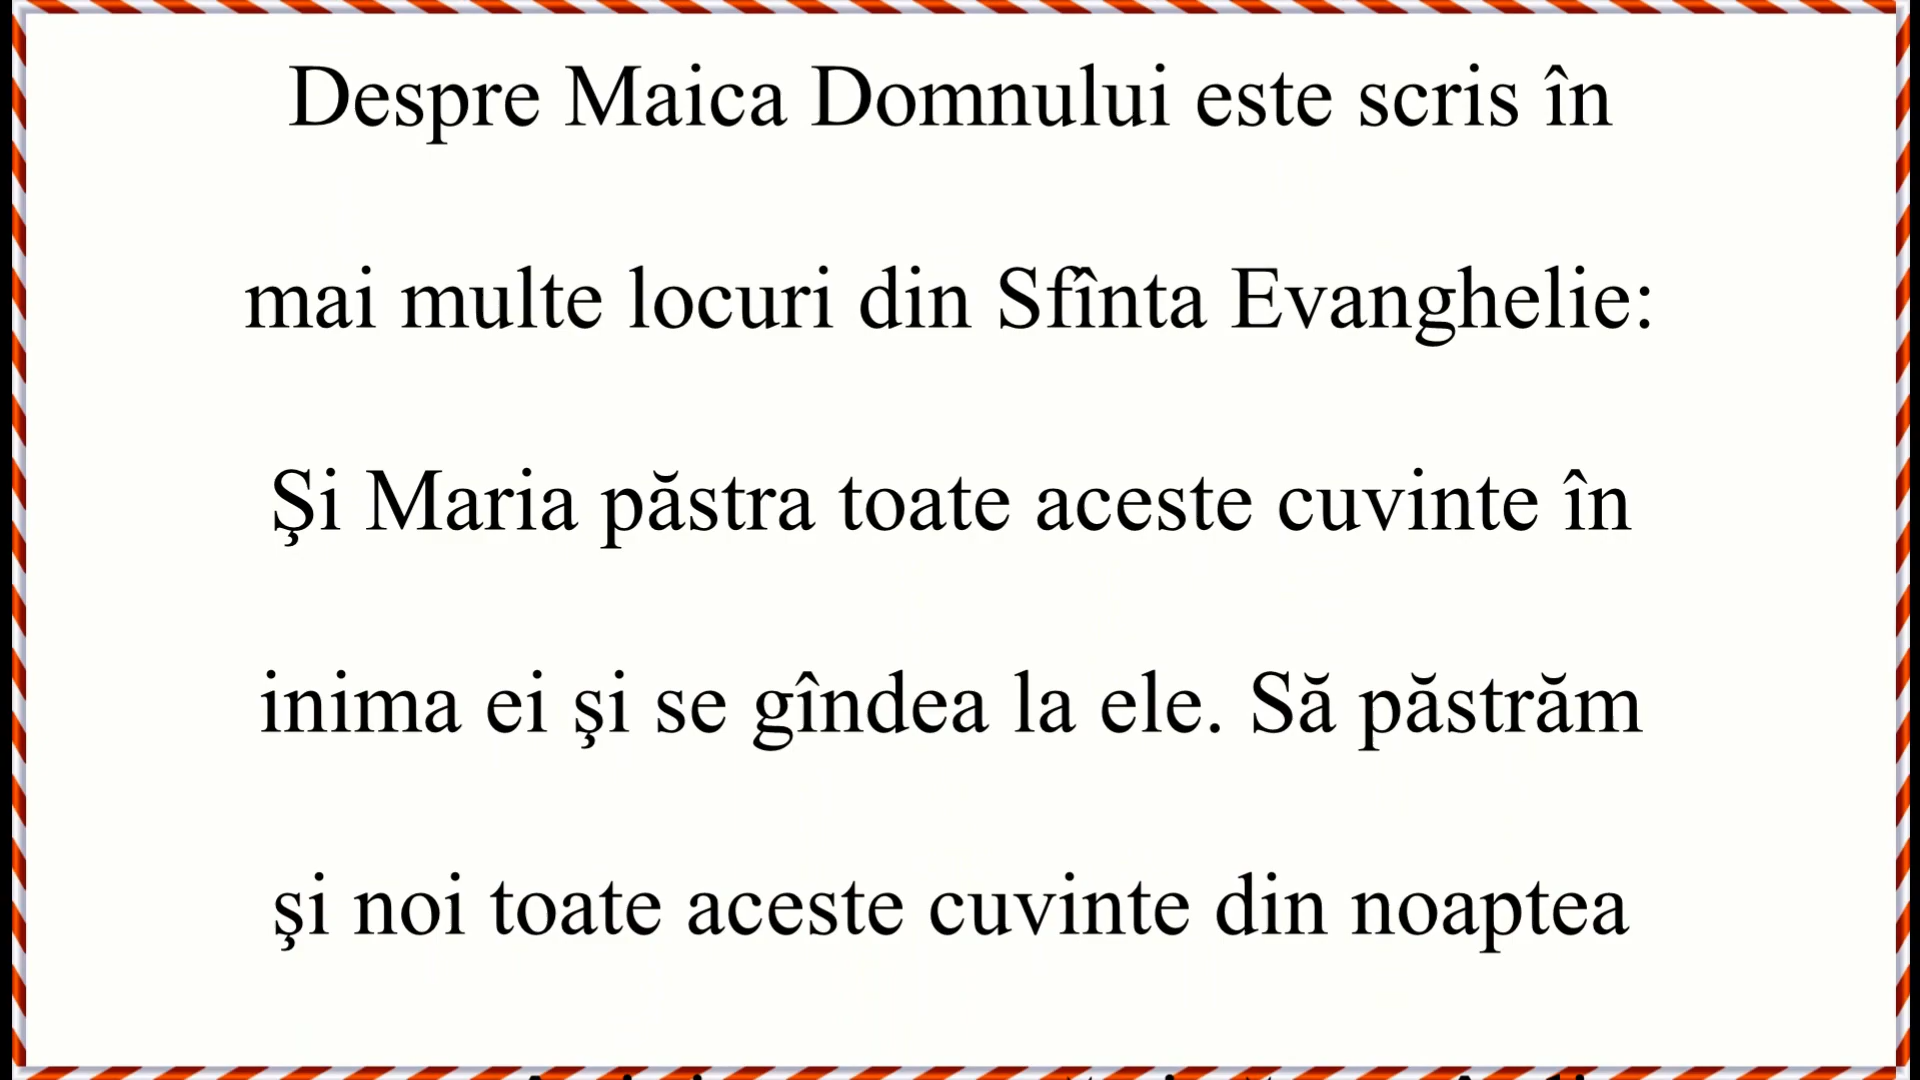 Despre Maica Domnului este scris în
mai multe locuri din Sfînta Evanghelie:
Şi Maria păstra toate aceste cuvinte în
inima ei şi se gîndea la ele. Să păstrăm
şi noi toate aceste cuvinte din noaptea